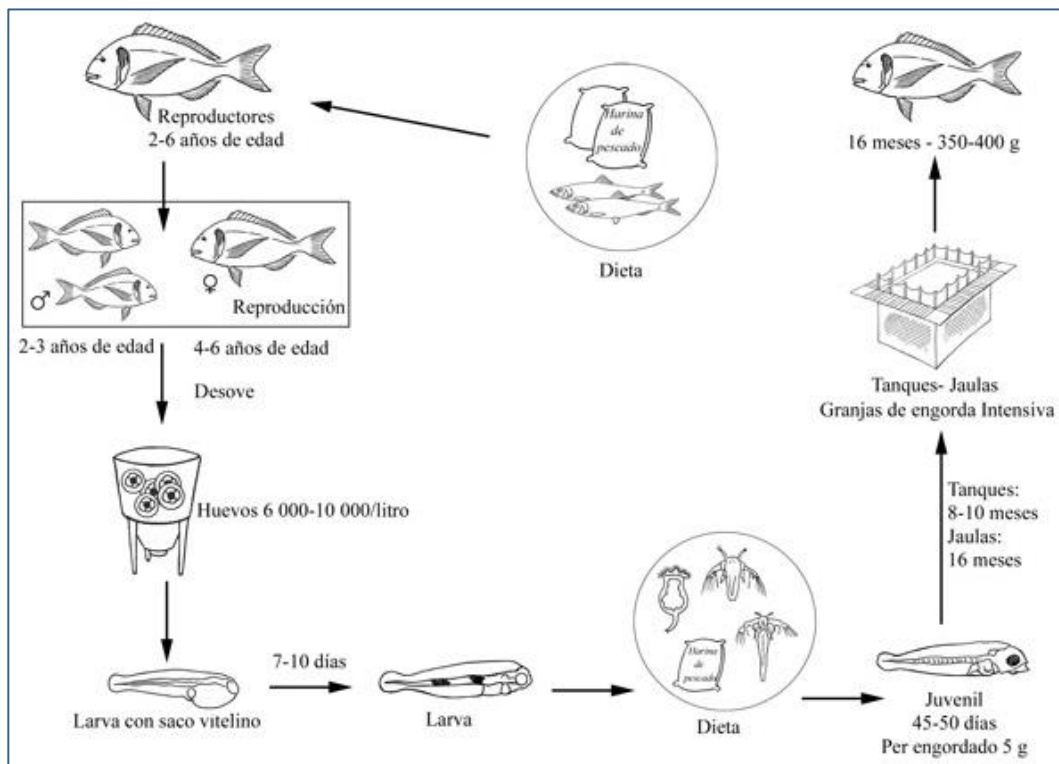 Reproductores
2-6 años de edad
♂
♀
Reproducción
2-3 años de edad
4-6 años de edad
Desove
Huevos 6 000-10 000/litro
Larva con saco vitelino
7-10 días
Larva
Harina
de
pescado
Dieta
Harina
de
pescado
Dieta
Juvenil
45-50 días
Per engordado 5 g
Tanques:
8-10 meses
Jaulas:
16 meses
Tanques- Jaulas
Granjas de engorda Intensiva
16 meses - 350-400 g